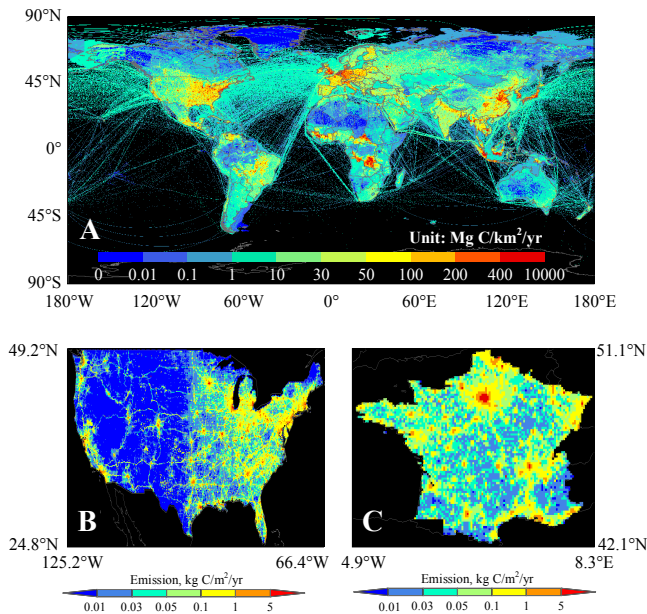 90°N
45°N
0°
45°S
90°S
A
Unit: Mg C/km²/yr
0 0.01 0.1 1 10 30 50 100 200 400 10000
180°W 120°W 60°W 0° 60°E 120°E 180°E
49.2°N
B
24.8°N
125.2°W 66.4°W
Emission, kg C/m²/yr
0.01 0.03 0.05 0.1 1 5
51.1°N
C
42.1°N
4.9°W 8.3°E
Emission, kg C/m²/yr
0.01 0.03 0.05 0.1 1 5